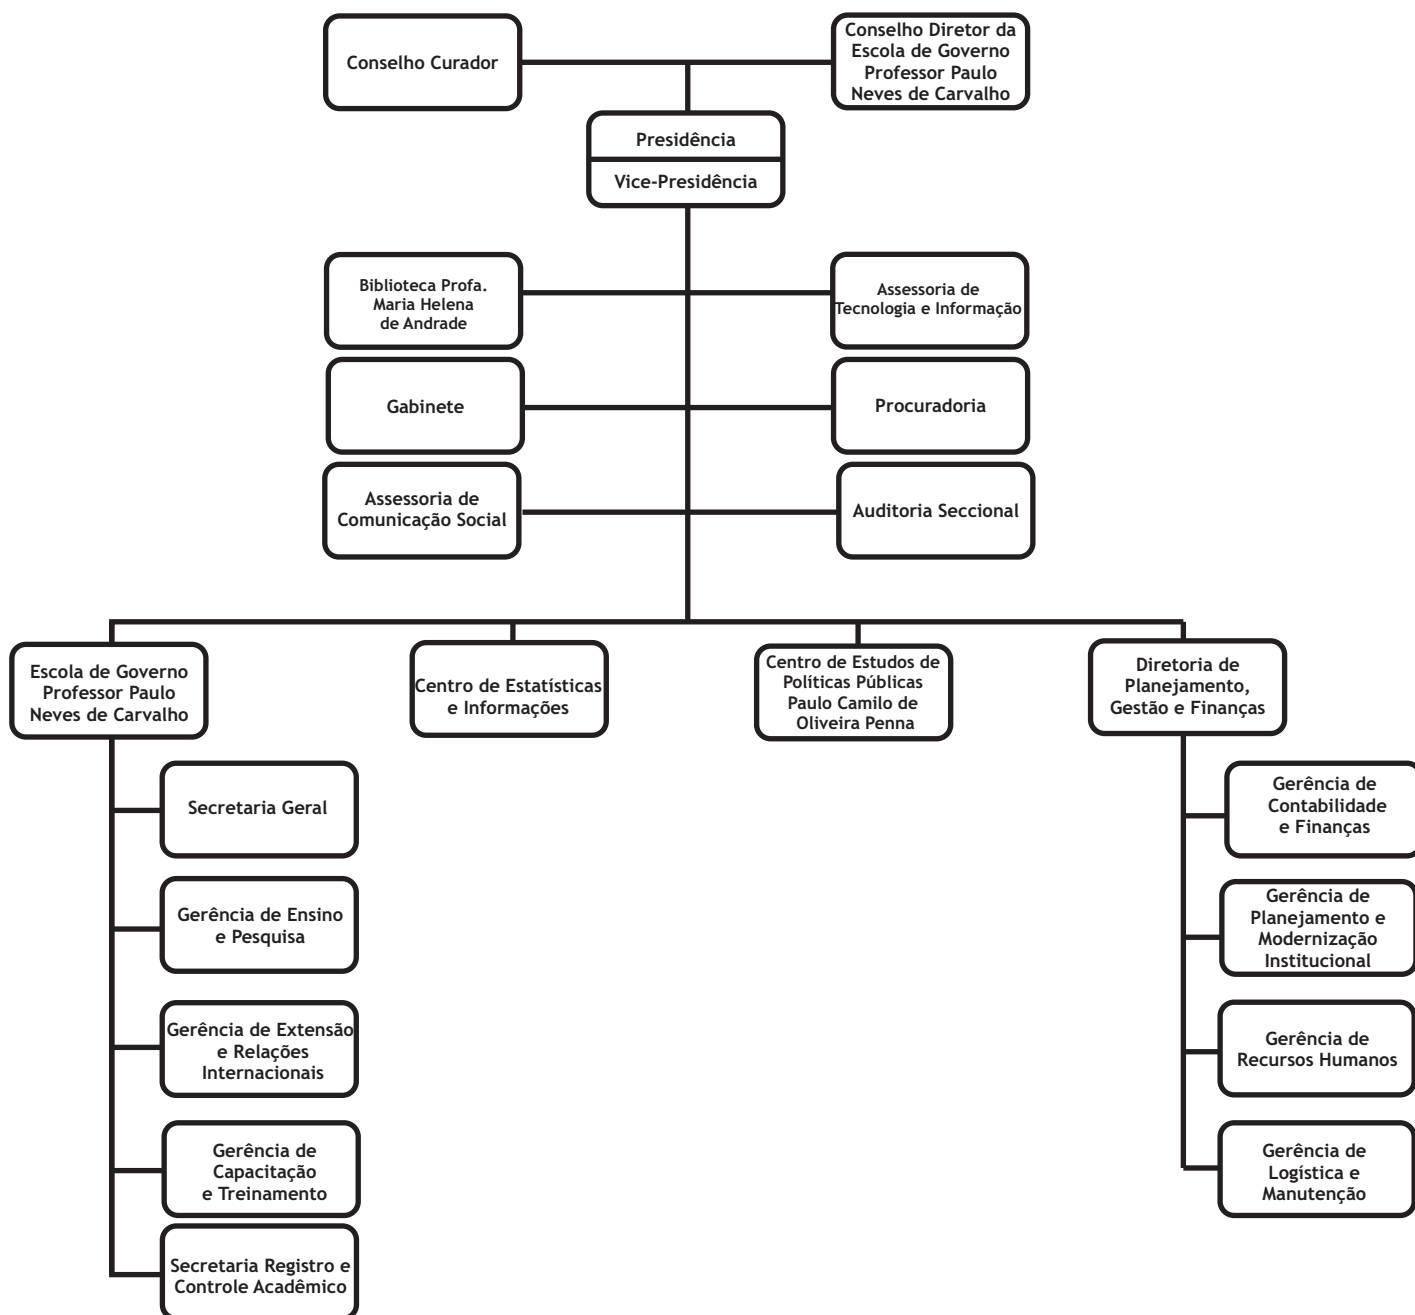 Conselho Curador
Conselho Diretor da
Escola de Governo
Professor Paulo
Neves de Carvalho
Presidência
Vice-Presidência
Biblioteca Profa.
Maria Helena
de Andrade
Assessoria de
Tecnologia e Informação
Gabinete
Procuradoria
Assessoria de
Comunicação Social
Auditoria Seccional
Escola de Governo
Professor Paulo
Neves de Carvalho
Centro de Estatísticas
e Informações
Centro de Estudos de
Políticas Públicas
Paulo Camilo de
Oliveira Penna
Diretoria de
Planejamento,
Gestão e Finanças
Secretaria Geral
Gerência de Ensino
e Pesquisa
Gerência de Extensão
e Relações
Internacionais
Gerência de
Capacitação
e Treinamento
Secretaria Registro e
Controle Acadêmico
Gerência de
Contabilidade
e Finanças
Gerência de
Planejamento e
Modernização
Institucional
Gerência de
Recursos Humanos
Gerência de
Logística e
Manutenção